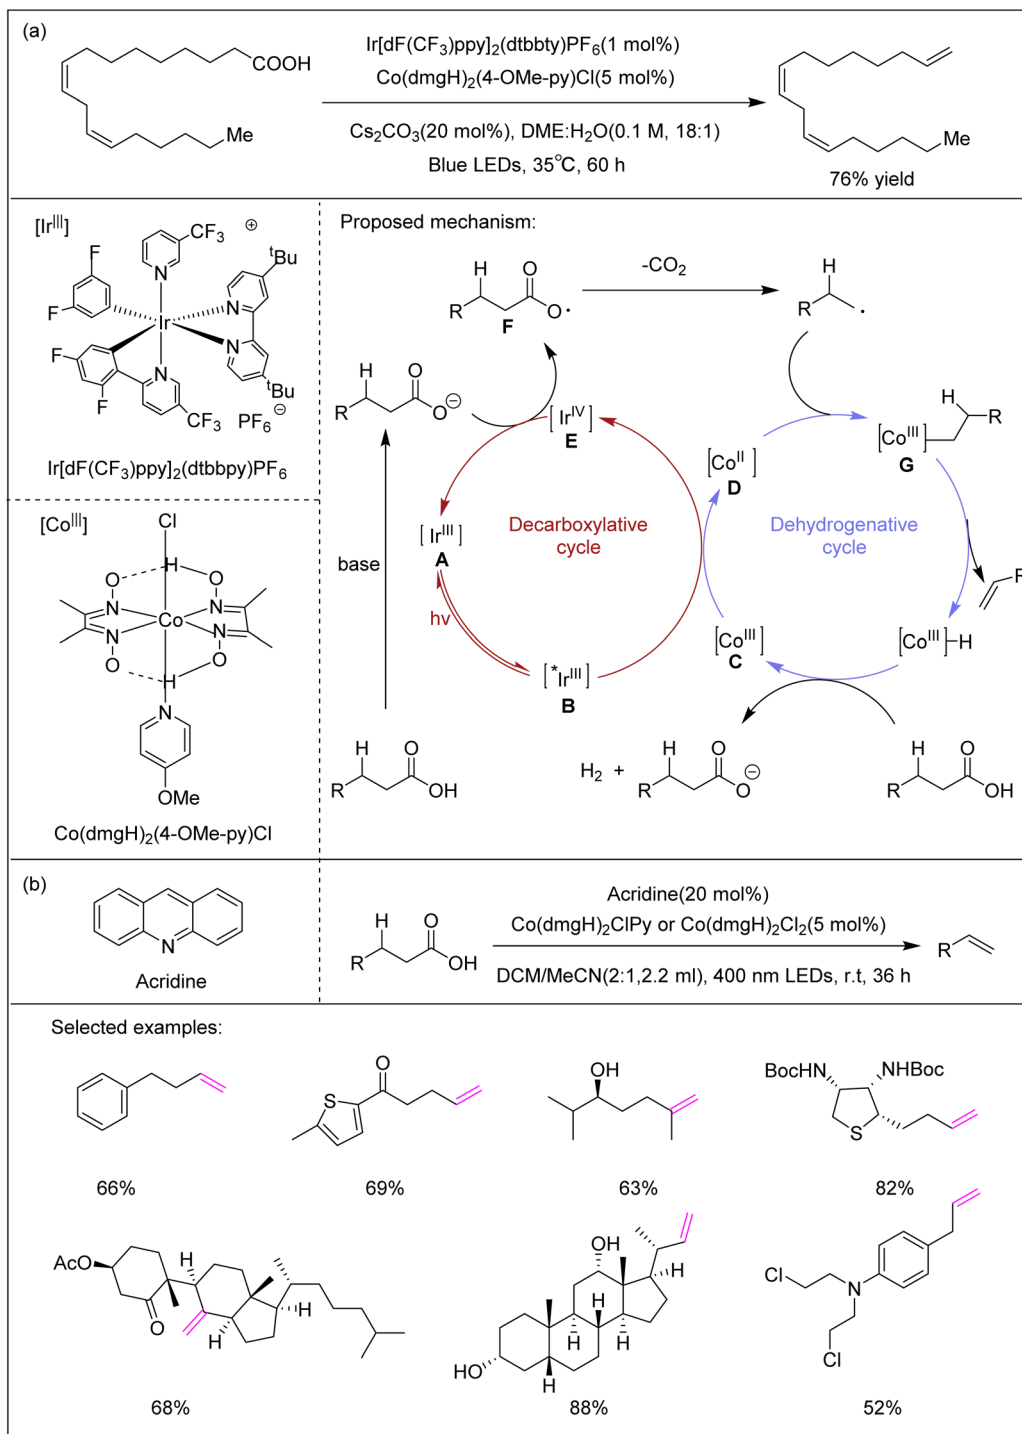 (a)
COOH
Me
Ir[dF(CF3)ppy]2(dtbbty)PF6(1 mol%)
Co(dmgH)2(4-OMe-py)Cl(5 mol%)
Cs2CO3(20 mol%), DME:H2O(0.1 M, 18:1)
Blue LEDs, 35°C, 60 h
Me
76% yield
[IrIII]
CF3
⊕
tBu
F
F
N
N
Ir
N
N
F
F
tBu
CF3
PF6⊖
Ir[dF(CF3)ppy]2(dtbbpy)PF6
[CoIII]
Cl
O
H
O
N
N
Co
N
N
O
H
O
N
OMe
Co(dmgH)2(4-OMe-py)Cl
Proposed mechanism:
H
O
R
O·
F
-CO2
H
R
·
H
O
R
O⊖
[IrIV]
E
[CoII]
D
[CoIII]
H
R
G
[IrIII]
A
Decarboxylative
cycle
Dehydrogenative
cycle
base
hv
R
[*IrIII]
B
[CoIII]
C
[CoIII]-H
H
O
R
OH
H2 +
H
O
R
O⊖
H
O
R
OH
(b)
N
Acridine
H
O
R
OH
Acridine(20 mol%)
Co(dmgH)2ClPy or Co(dmgH)2Cl2(5 mol%)
DCM/MeCN(2:1,2.2 ml), 400 nm LEDs, r.t, 36 h
R
Selected examples:
66%
O
S
69%
OH
63%
BocHN
NHBoc
S
82%
AcO
O
H
H
H
68%
OH
H
H
H
H
HO
H
88%
Cl
N
Cl
52%